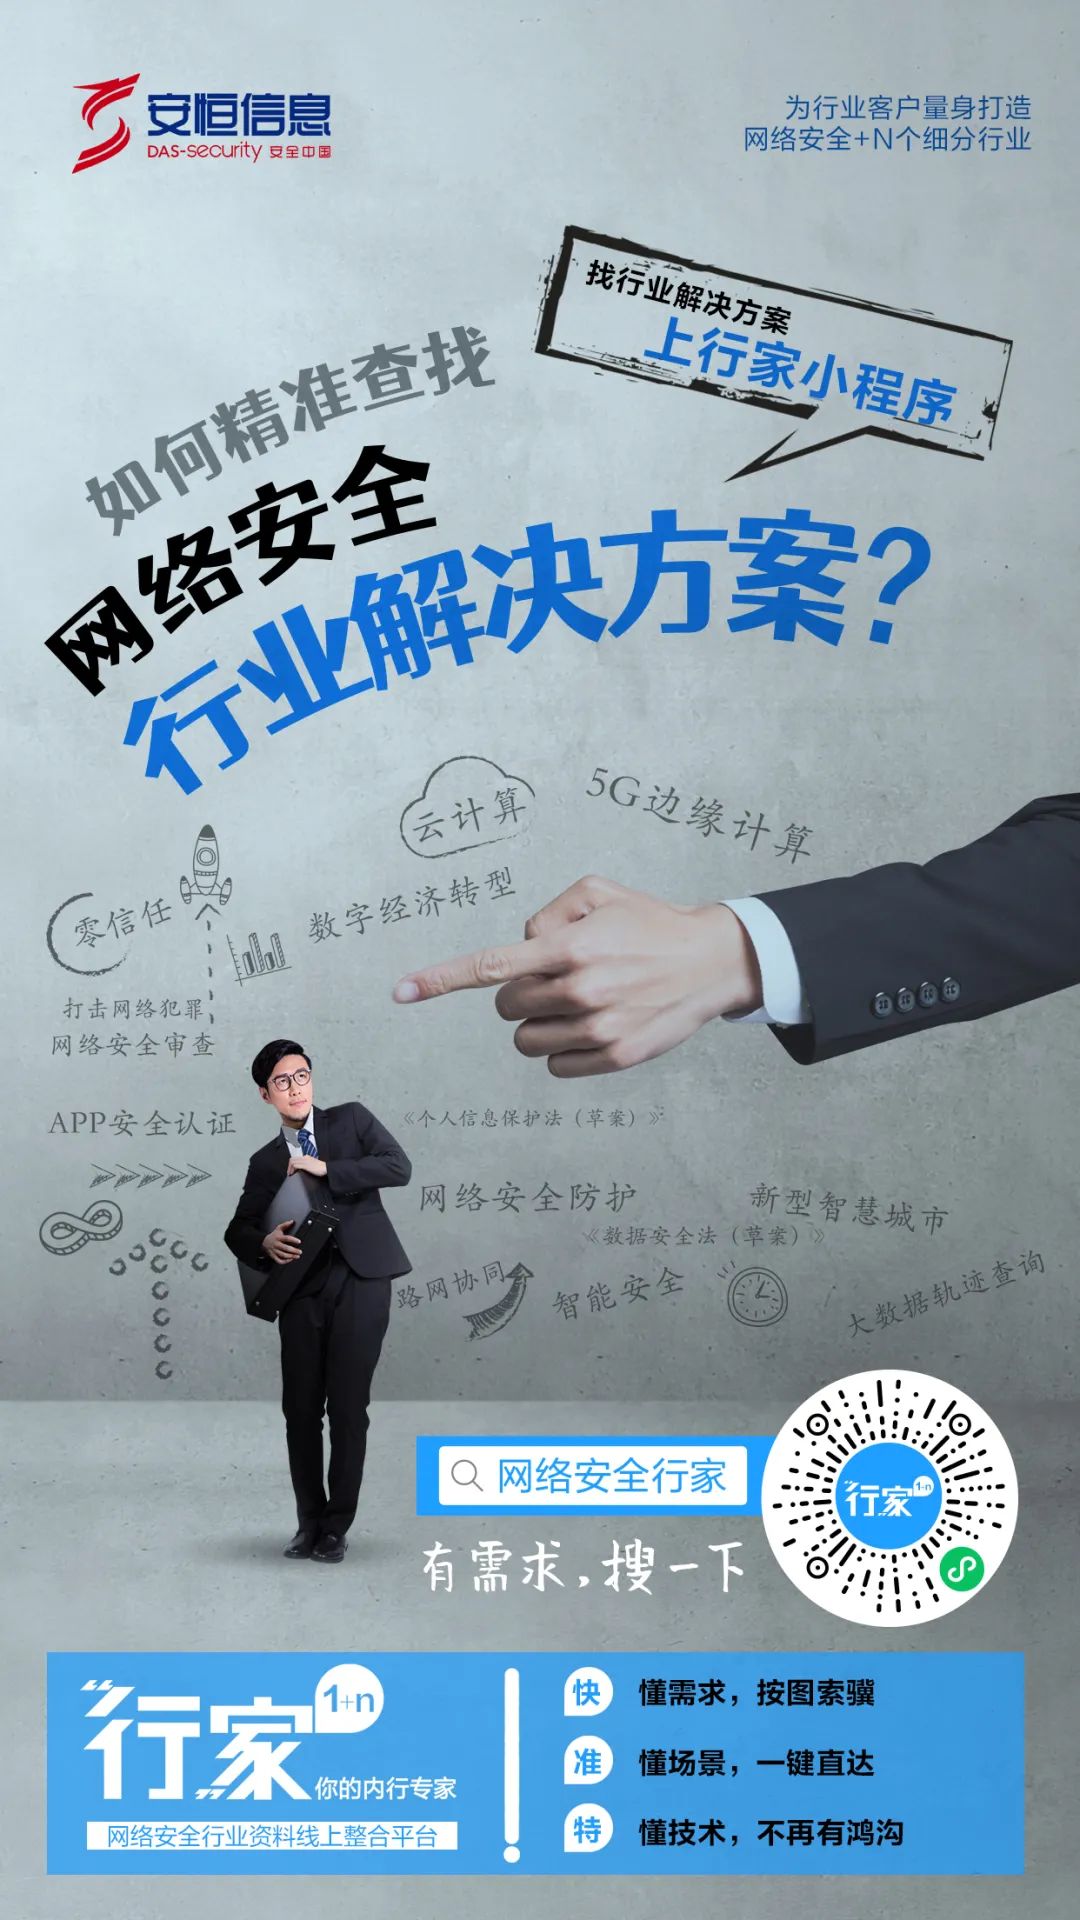 安恒信息
DAS-security 安全中国
为行业客户量身打造
网络安全+N个细分行业
找行业解决方案
上行家小程序
如何精准查找
网络安全
行业解决方案?
云计算
5G边缘计算
零信任
数字经济转型
打击网络犯罪
网络安全审查
APP安全认证
《个人信息保护法（草案）》
网络安全防护
新型智慧城市
《数据安全法（草案）》
路网协同
智能安全
大数据轨迹查询
网络安全行家
“行家” 1+n
有需求,搜一下
“行家” 1+n
你的内行专家
网络安全行业资料线上整合平台
快 懂需求，按图索骥
准 懂场景，一键直达
特 懂技术，不再有鸿沟